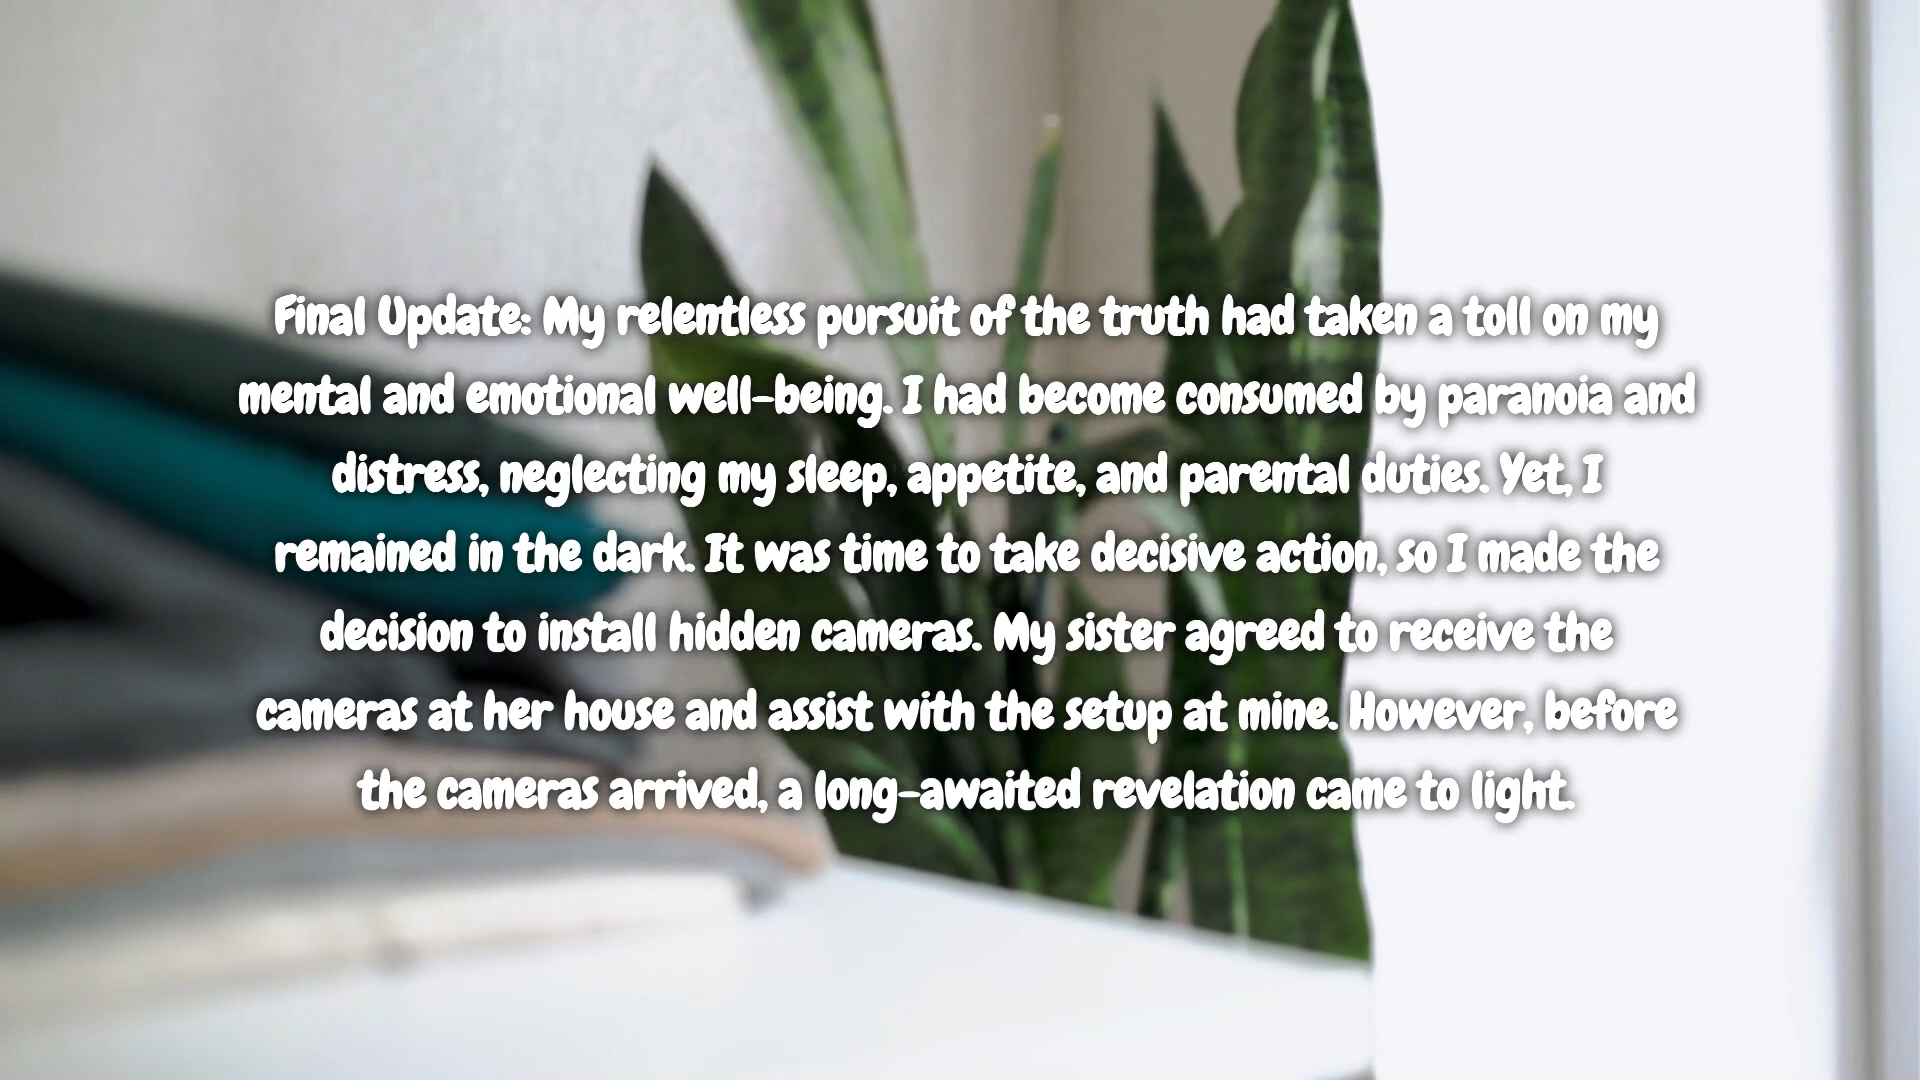 Final Update: My relentless pursuit of the truth had taken a toll on my
mental and emotional well-being. I had become consumed by paranoia and
distress, neglecting my sleep, appetite, and parental duties. Yet, I
remained in the dark. It was time to take decisive action, so I made the
decision to install hidden cameras. My sister agreed to receive the
cameras at her house and assist with the setup at mine. However, before
the cameras arrived, a long-awaited revelation came to light.